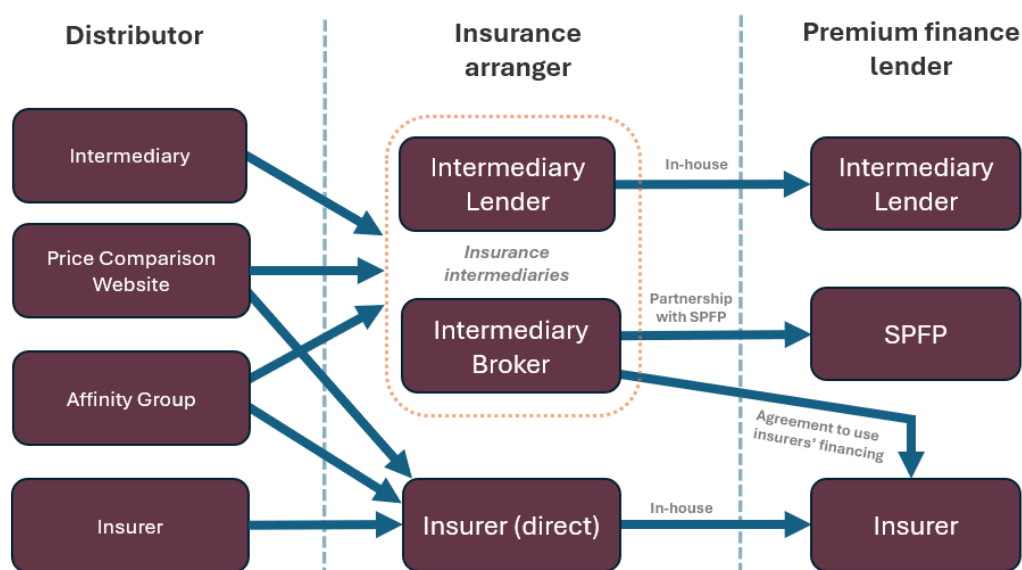 Distributor
Insurance
arranger
Premium finance
lender
Intermediary
Price Comparison
Website
Affinity Group
Insurer
Intermediary
Lender
Insurance
intermediaries
Intermediary
Broker
Insurer (direct)
In-house
Partnership
with SPFP
Agreement to use
insurers’ financing
In-house
Intermediary
Lender
SPFP
Insurer